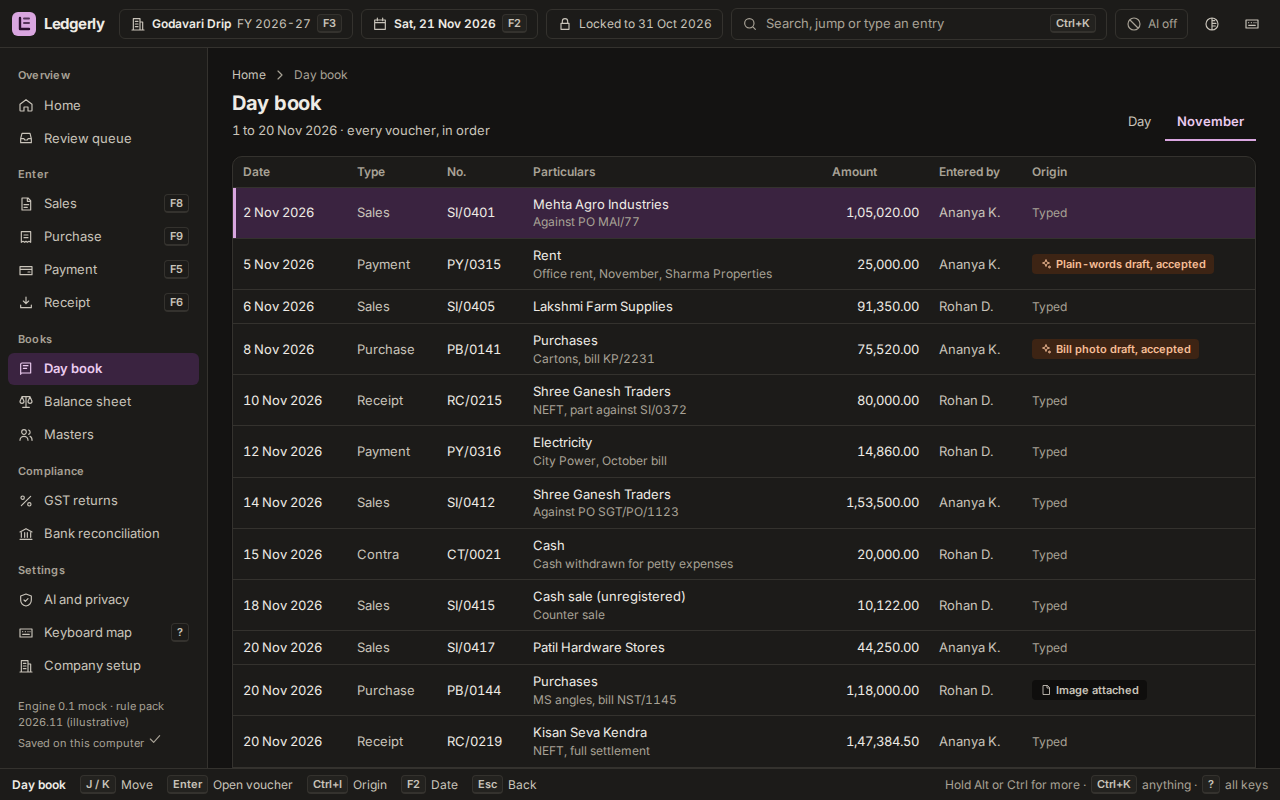 Ledgerly
Godavari Drip FY 2026-27 F3
Sat, 21 Nov 2026 F2
Locked to 31 Oct 2026
Search, jump or type an entry Ctrl+K
AI off
Overview
Home
Review queue
Enter
Sales F8
Purchase F9
Payment F5
Receipt F6
Books
Day book
Balance sheet
Masters
Compliance
GST returns
Bank reconciliation
Settings
AI and privacy
Keyboard map ?
Company setup
Engine 0.1 mock · rule pack
2026.11 (illustrative)
Saved on this computer
Home > Day book
Day book
1 to 20 Nov 2026 · every voucher, in order
Day November
Date Type No. Particulars Amount Entered by Origin
2 Nov 2026 Sales SI/0401 Mehta Agro Industries 1,05,020.00 Ananya K. Typed
Against PO MAI/77
5 Nov 2026 Payment PY/0315 Rent 25,000.00 Ananya K. Plain-words draft, accepted
Office rent, November, Sharma Properties
6 Nov 2026 Sales SI/0405 Lakshmi Farm Supplies 91,350.00 Rohan D. Typed
8 Nov 2026 Purchase PB/0141 Purchases 75,520.00 Ananya K. Bill photo draft, accepted
Cartons, bill KP/2231
10 Nov 2026 Receipt RC/0215 Shree Ganesh Traders 80,000.00 Rohan D. Typed
NEFT, part against SI/0372
12 Nov 2026 Payment PY/0316 Electricity 14,860.00 Ananya K. Typed
City Power, October bill
14 Nov 2026 Sales SI/0412 Shree Ganesh Traders 1,53,500.00 Ananya K. Typed
Against PO SGT/PO/1123
15 Nov 2026 Contra CT/0021 Cash 20,000.00 Rohan D. Typed
Cash withdrawn for petty expenses
18 Nov 2026 Sales SI/0415 Cash sale (unregistered) 10,122.00 Rohan D. Typed
Counter sale
20 Nov 2026 Sales SI/0417 Patil Hardware Stores 44,250.00 Ananya K. Typed
20 Nov 2026 Purchase PB/0144 Purchases 1,18,000.00 Rohan D. Image attached
MS angles, bill NST/1145
20 Nov 2026 Receipt RC/0219 Kisan Seva Kendra 1,47,384.50 Ananya K. Typed
NEFT, full settlement
Day book J / K Move Enter Open voucher Ctrl+I Origin F2 Date Esc Back Hold Alt or Ctrl for more · Ctrl+K anything · ? all keys